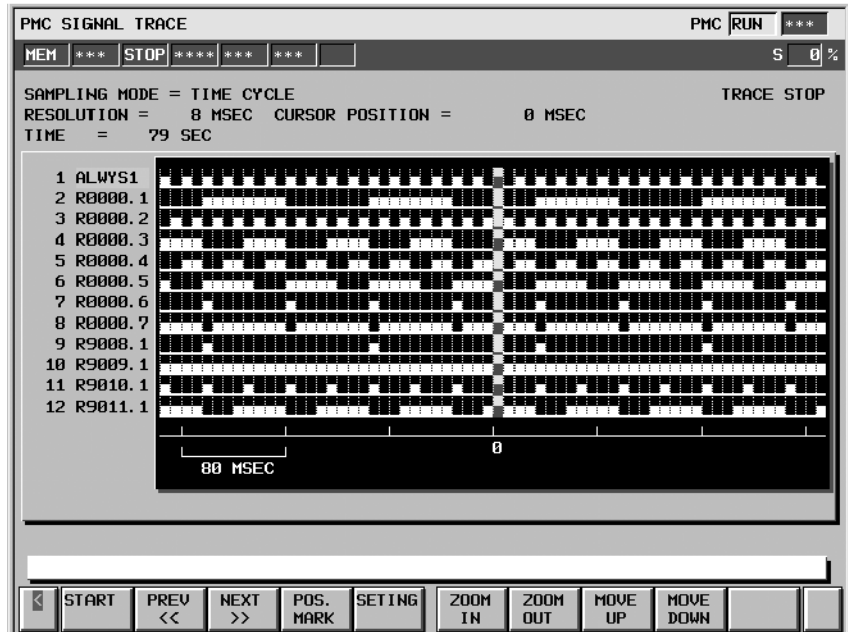 PMC SIGNAL TRACE PMC RUN ***
MEM *** STOP **** *** *** S 0 %
SAMPLING MODE = TIME CYCLE TRACE STOP
RESOLUTION = 8 MSEC CURSOR POSITION = 0 MSEC
TIME = 79 SEC
1 ALWYS1
2 R0000.1
3 R0000.2
4 R0000.3
5 R0000.4
6 R0000.5
7 R0000.6
8 R0000.7
9 R9008.1
10 R9009.1
11 R9010.1
12 R9011.1
0
80 MSEC
< START PREV << NEXT >> POS. MARK SETING ZOOM IN ZOOM OUT MOVE UP MOVE DOWN